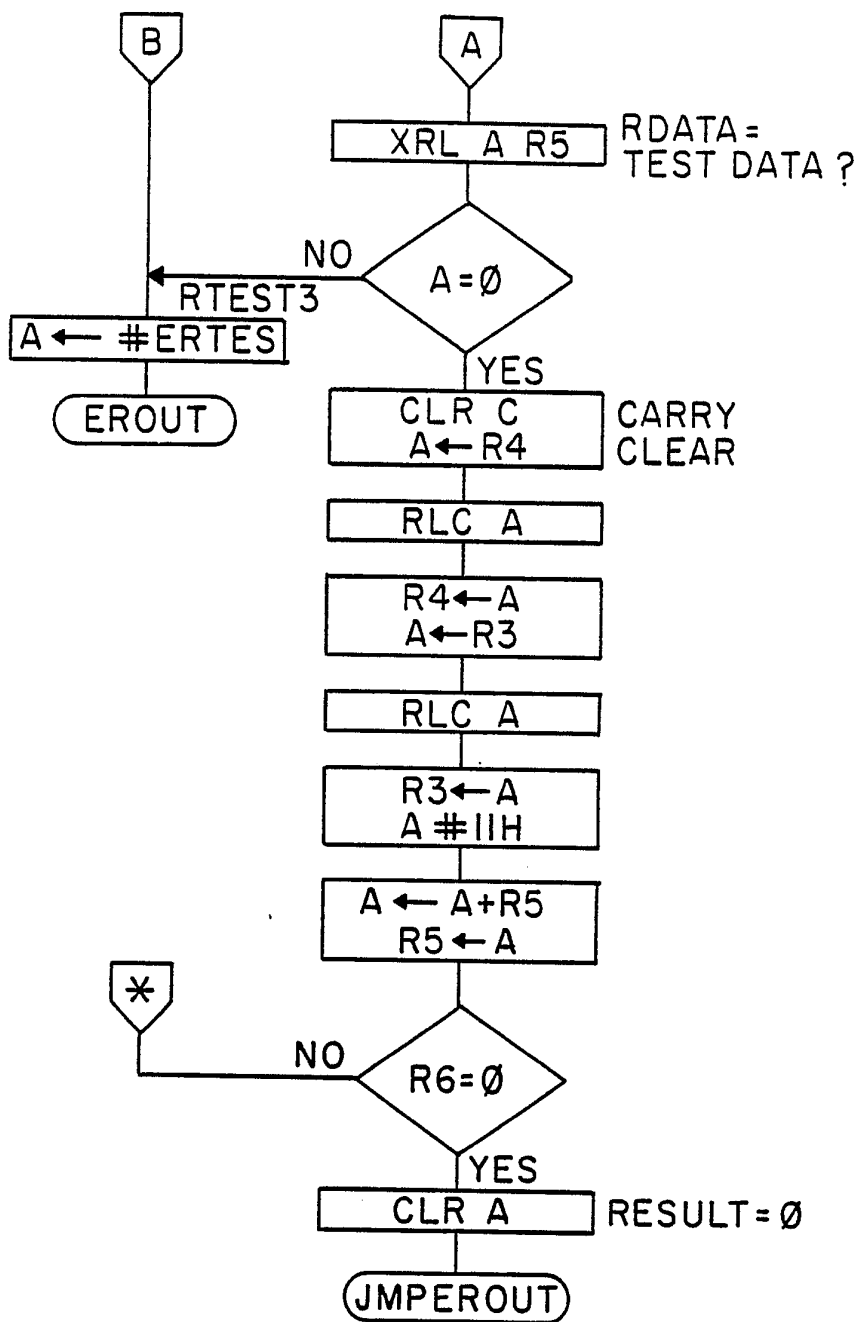 B
A
XRL A R5
RDATA=
TEST DATA ?
A=Ø
NO
RTEST3
A ← #ERTES
EROUT
YES
CLR C
A←R4
CARRY
CLEAR
RLC A
R4←A
A←R3
RLC A
R3←A
A #11H
A ← A+R5
R5←A
*
NO
R6=Ø
YES
CLR A
RESULT=Ø
JMPEROUT